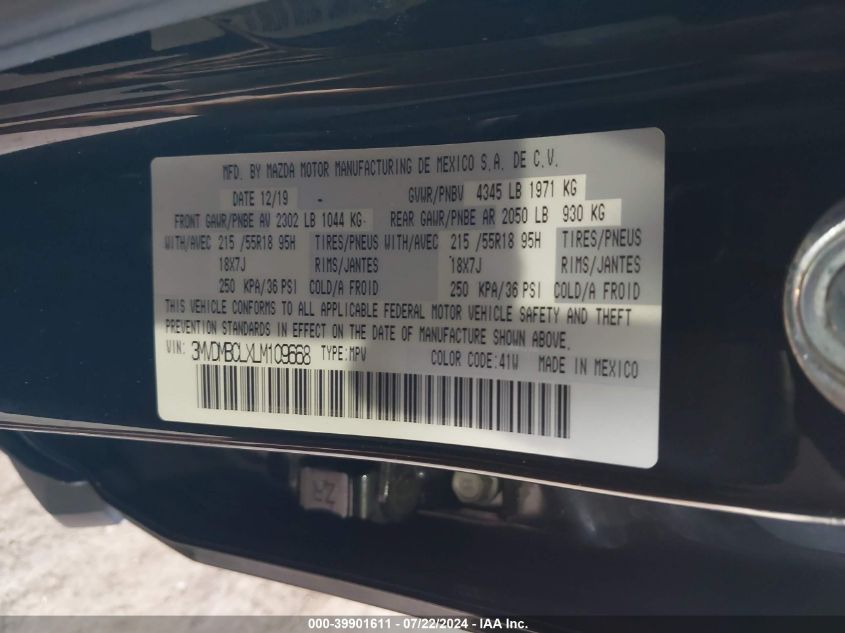 MFD. BY MAZDA MOTOR MANUFACTURING DE MEXICO S.A. DE C.V.
DATE 12/19 GVWR/PNBV 4345 LB 1971 KG
FRONT GAWR/PNBE AV 2302 LB 1044 KG REAR GAWR/PNBE AR 2050 LB 930 KG
WITH/AVEC 215 /55R18 95H TIRES/PNEUS WITH/AVEC 215 /55R18 95H TIRES/PNEUS
18X7J RIMS/JANTES 18X7J RIMS/JANTES
250 KPA/36 PSI COLD/A FROID 250 KPA/36 PSI COLD/A FROID
THIS VEHICLE CONFORMS TO ALL APPLICABLE FEDERAL MOTOR VEHICLE SAFETY AND THEFT
PREVENTION STANDARDS IN EFFECT ON THE DATE OF MANUFACTURE SHOWN ABOVE.
VIN: 3MVDMBCLXLM109668 TYPE:MPV COLOR CODE:41W MADE IN MEXICO
ZR
000-39901611 - 07/22/2024 - IAA Inc.